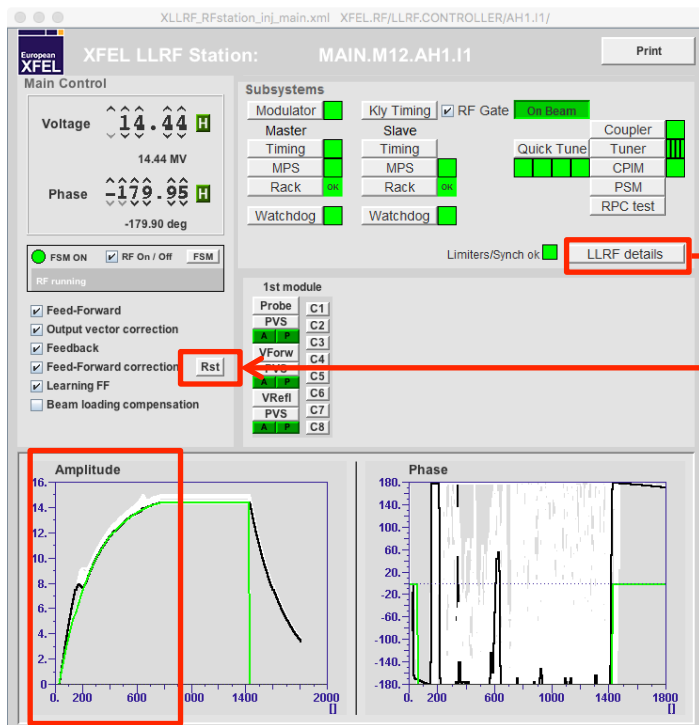 XLLRF_RFstation_inj_main.xml XFEL.RF/LLRF.CONTROLLER/AH1.I1/
European
XFEL
XFEL LLRF Station: MAIN.M12.AH1.I1
Print
Main Control
Voltage 14.44 H
14.44 MV
Phase -179.95 H
-179.90 deg
FSM ON RF On / Off FSM
RF running
Feed-Forward
Output vector correction
Feedback
Feed-Forward correction Rst
Learning FF
Beam loading compensation
Subsystems
Modulator Kly Timing RF Gate On Beam
Master Slave Coupler
Timing Timing Quick Tune Tuner
MPS MPS CPIM
Rack OK Rack OK PSM
RPC test
Watchdog Watchdog
Limiters/Synch ok LLRF details
1st module
Probe C1
PVS C2
A P C3
VForw C4
PVS C5
A P C6
VRefl C7
PVS C8
A P
Amplitude
16.
14.
12.
10.
8.
6.
4.
2.
0
0. 200 600 1000 1400 2000
[]
Phase
180.
140.
100.
60.
20.
-20.
-60.
-100.
-140.
-180.
0. 200 600 1000 1400 1800
[]